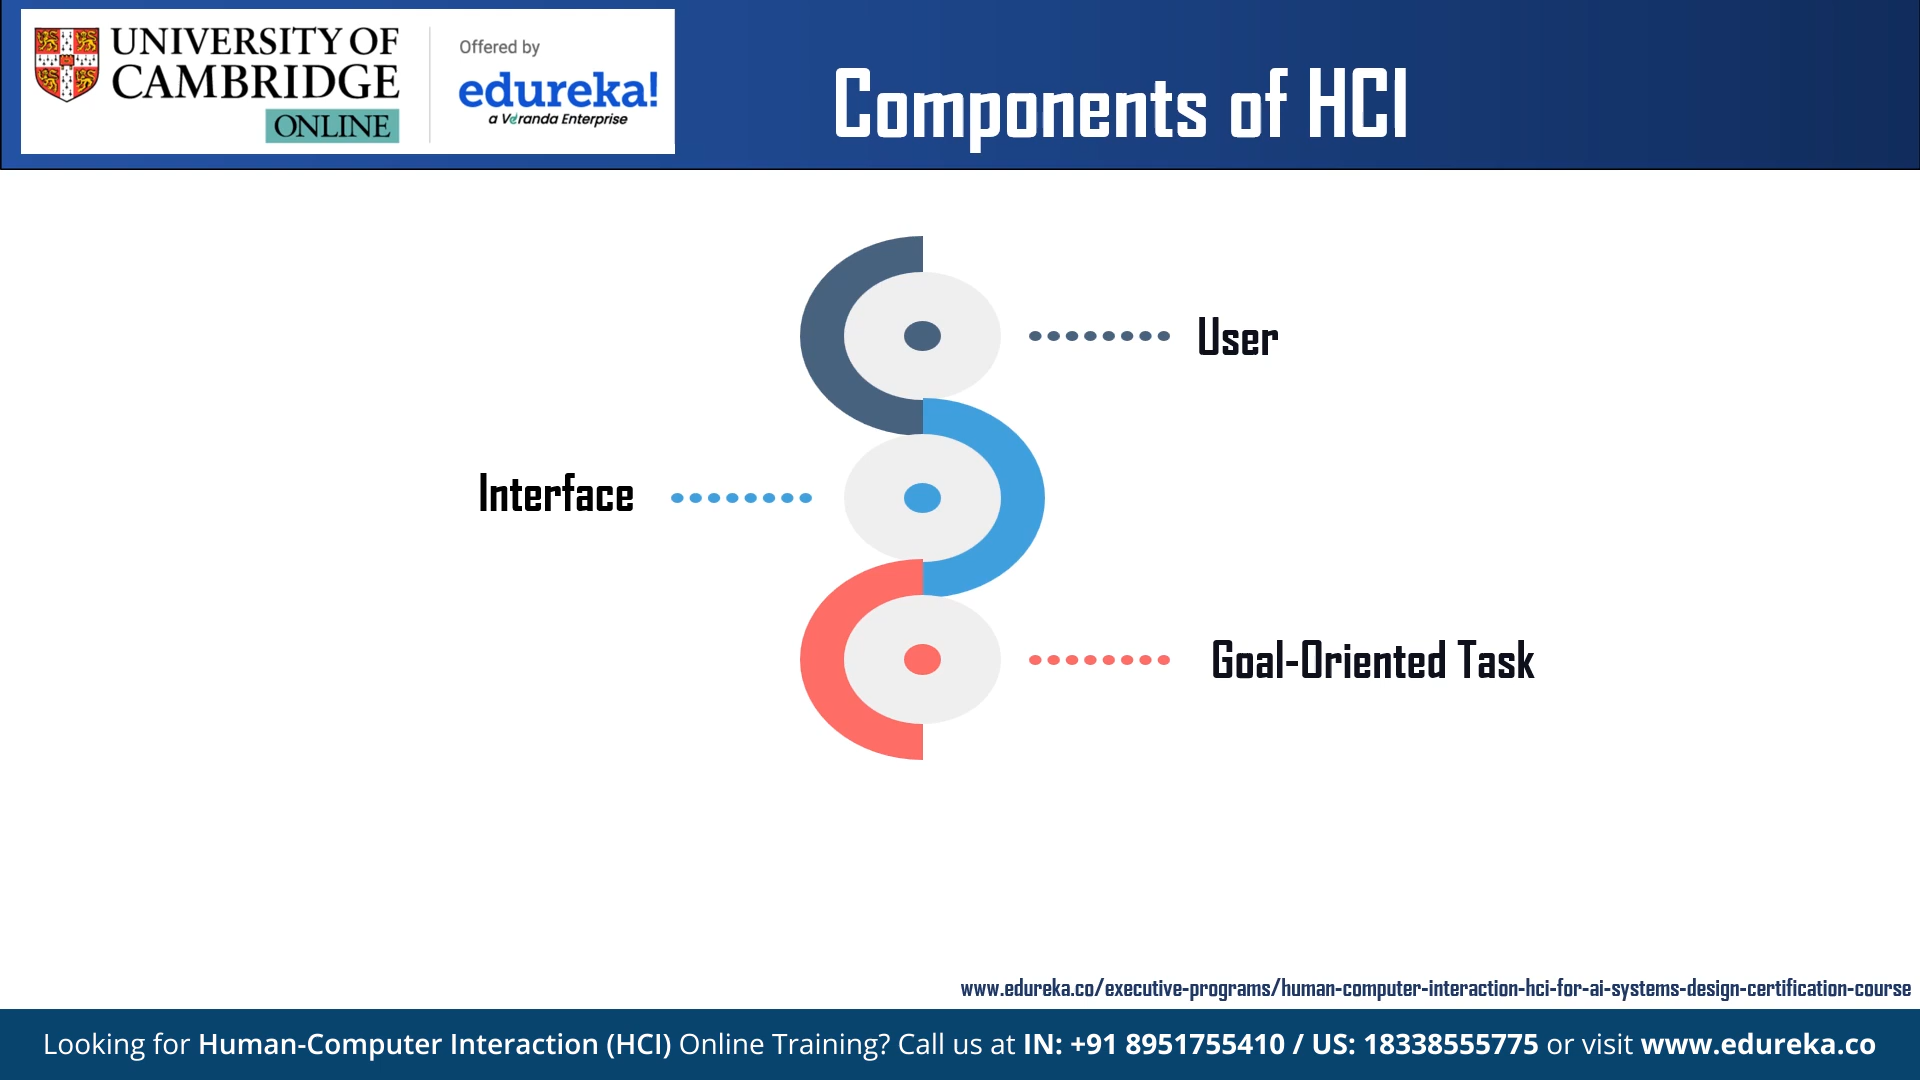 UNIVERSITY OF
CAMBRIDGE
ONLINE
Offered by
edureka!
a Veranda Enterprise
Components of HCI
User
Interface
Goal-Oriented Task
www.edureka.co/executive-programs/human-computer-interaction-hci-for-ai-systems-design-certification-course
Looking for Human-Computer Interaction (HCI) Online Training? Call us at IN: +91 8951755410 / US: 18338555775 or visit www.edureka.co